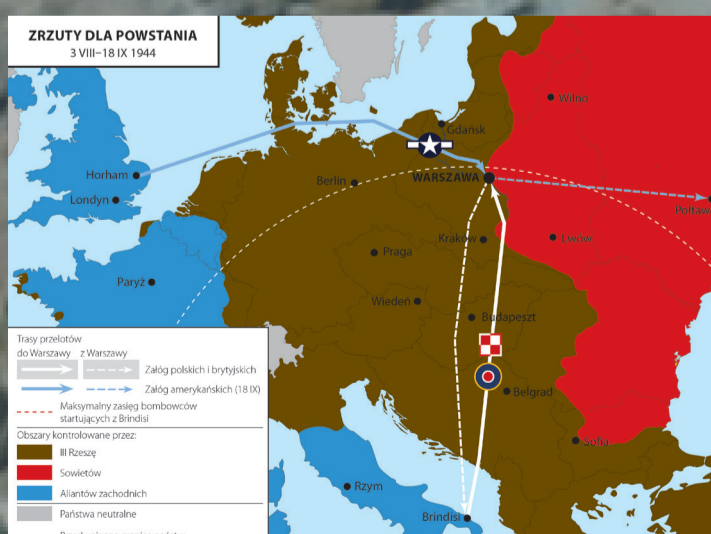 ZRZUTY DLA POWSTANIA
3 VIII–18 IX 1944
Wilno
Gdańsk
Horham
Berlin
WARSZAWA
Londyn
Połtaw
Kraków
Lwów
Praga
Paryż
Wiedeń
Budapeszt
Belgrad
Sofia
Rzym
Brindisi
Trasy przelotów
do Warszawy z Warszawy
Załóg polskich i brytyjskich
Załóg amerykańskich (18 IX)
Maksymalny zasięg bombowców
startujących z Brindisi
Obszary kontrolowane przez:
III Rzeszę
Sowietów
Aliantów zachodnich
Państwa neutralne